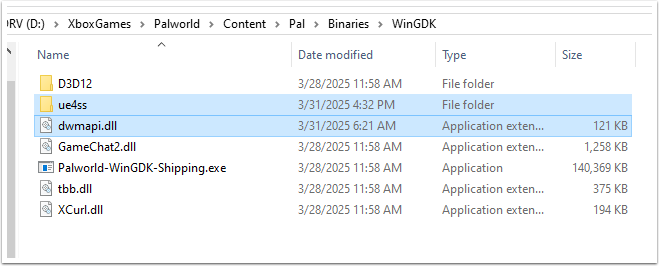 DRV (D:) > XboxGames > Palworld > Content > Pal > Binaries > WinGDK
Name Date modified Type Size
D3D12 3/28/2025 11:58 AM File folder
ue4ss 3/31/2025 4:32 PM File folder
dwmapi.dll 3/31/2025 6:21 AM Application exten... 121 KB
GameChat2.dll 3/28/2025 11:58 AM Application exten... 1,258 KB
Palworld-WinGDK-Shipping.exe 3/28/2025 11:58 AM Application 140,369 KB
tbb.dll 3/28/2025 11:58 AM Application exten... 375 KB
XCurl.dll 3/28/2025 11:58 AM Application exten... 194 KB